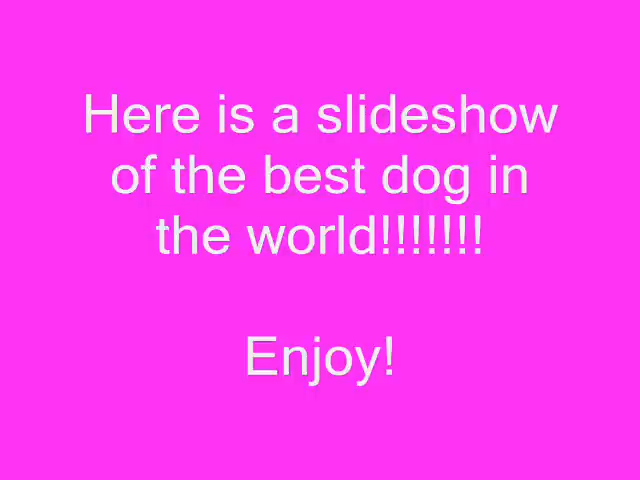 Here is a slideshow
of the best dog in
the world!!!!!!!
Enjoy!